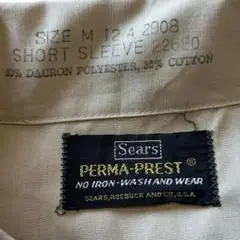 SIZE M 12 A 2908
SHORT SLEEVE 22680
DACRON POLYESTER, 35% COTTON
Sears
PERMA-PREST ®
NO IRON-WASH AND WEAR
SEARS, ROEBUCK AND CO. U.S.A.